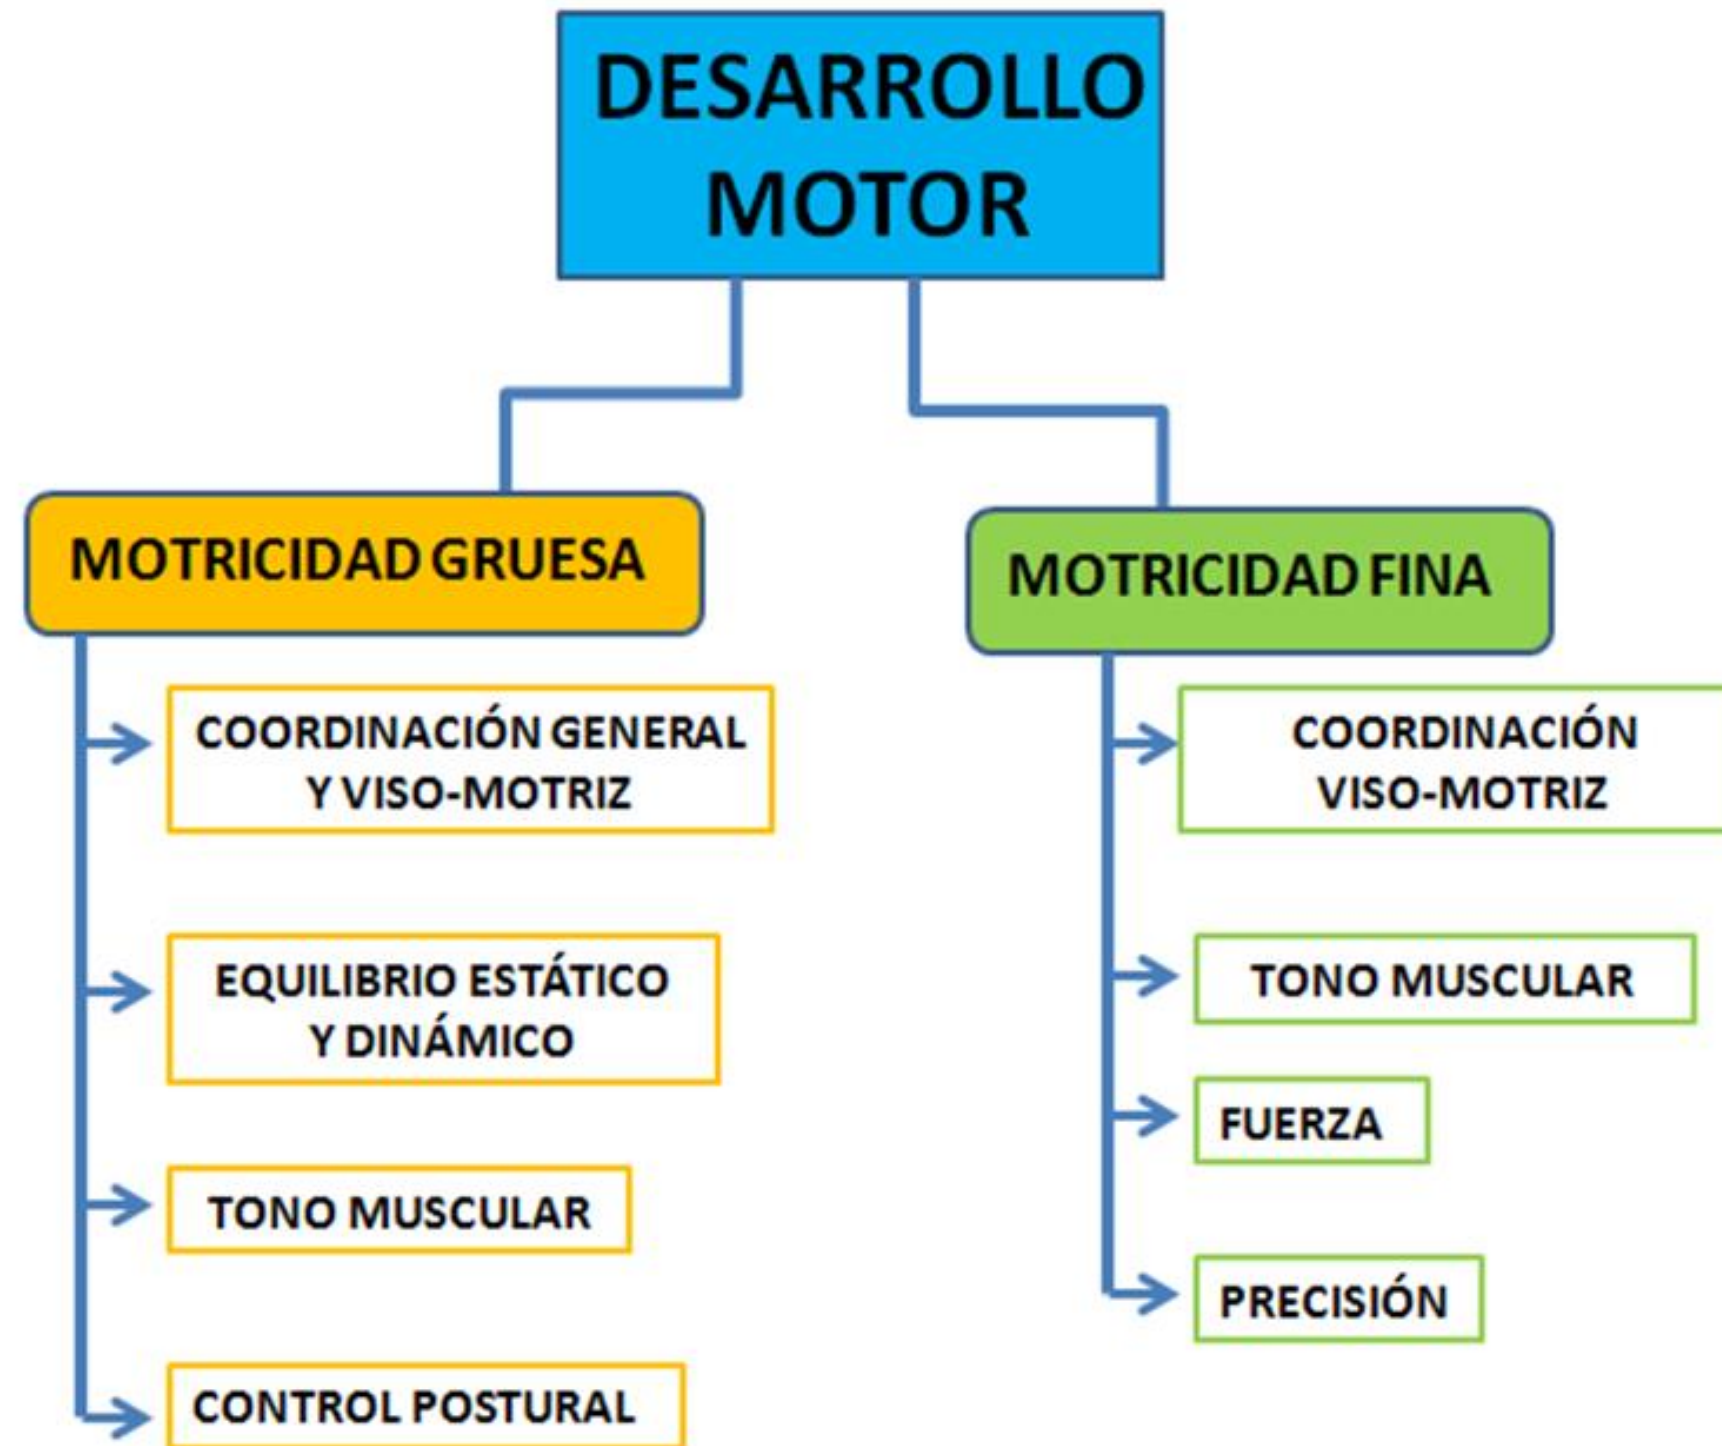 DESARROLLO
MOTOR
MOTRICIDAD GRUESA
COORDINACIÓN GENERAL
Y VISO-MOTRIZ
EQUILIBRIO ESTÁTICO
Y DINÁMICO
TONO MUSCULAR
CONTROL POSTURAL
MOTRICIDAD FINA
COORDINACIÓN
VISO-MOTRIZ
TONO MUSCULAR
FUERZA
PRECISIÓN